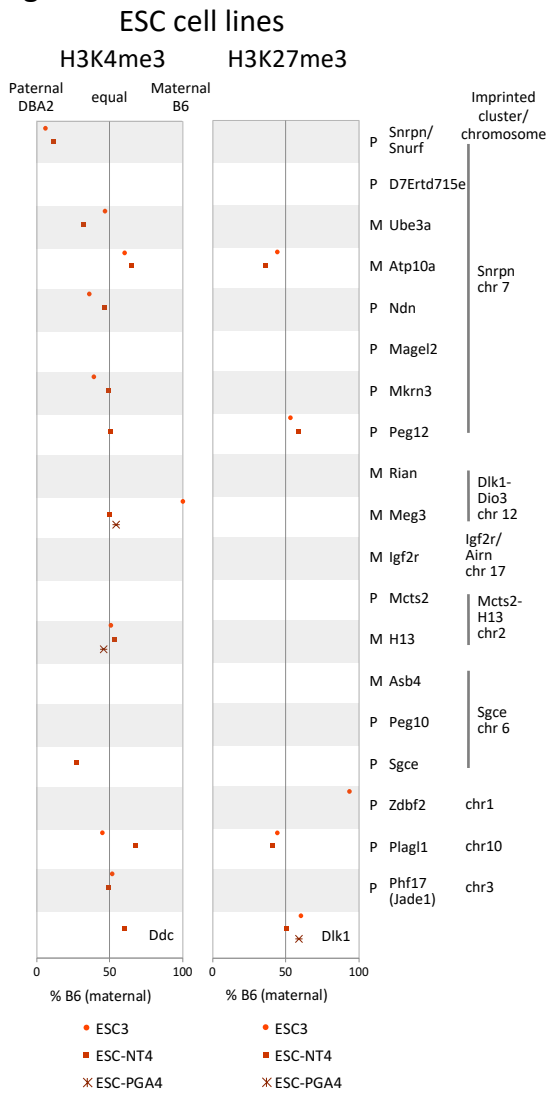 ESC cell lines
H3K4me3 H3K27me3
Paternal DBA2 equal Maternal B6
Imprinted cluster/ chromosome
P Snrpn/ Snurf
P D7Ertd715e
M Ube3a
M Atp10a
Snrpn chr 7
P Ndn
P Magel2
P Mkrn3
P Peg12
M Rian
Dlk1- Dio3 chr 12
M Meg3
M Igf2r
Igf2r/ Airn chr 17
P Mcts2
Mcts2- H13 chr2
M H13
M Asb4
P Peg10
Sgce chr 6
P Sgce
P Zdbf2 chr1
P Plagl1 chr10
P Phf17 (Jade1) chr3
Ddc Dlk1
0 50 100 0 50 100
% B6 (maternal) % B6 (maternal)
ESC3 ESC3
ESC-NT4 ESC-NT4
ESC-PGA4 ESC-PGA4